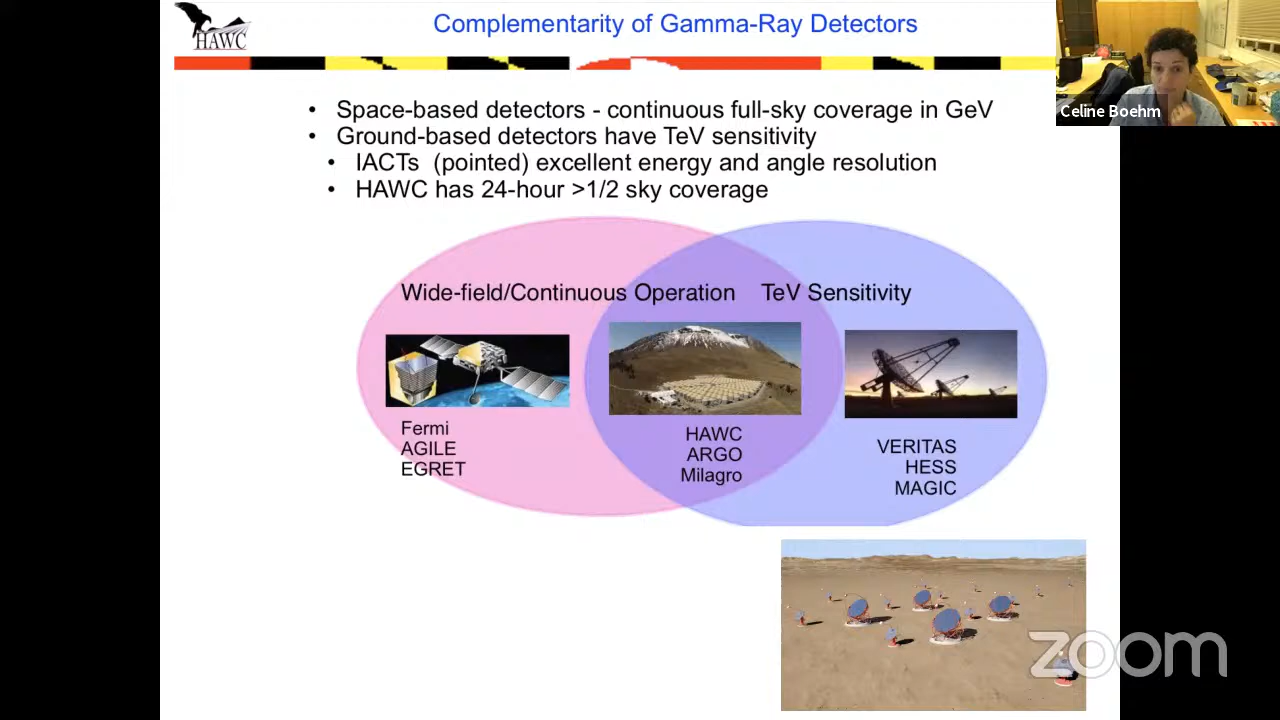 HAWC
Complementarity of Gamma-Ray Detectors
Celine Boehm
• Space-based detectors - continuous full-sky coverage in GeV
• Ground-based detectors have TeV sensitivity
• IACTs (pointed) excellent energy and angle resolution
• HAWC has 24-hour >1/2 sky coverage
Wide-field/Continuous Operation
TeV Sensitivity
Fermi
AGILE
EGRET
HAWC
ARGO
Milagro
VERITAS
HESS
MAGIC
zoom